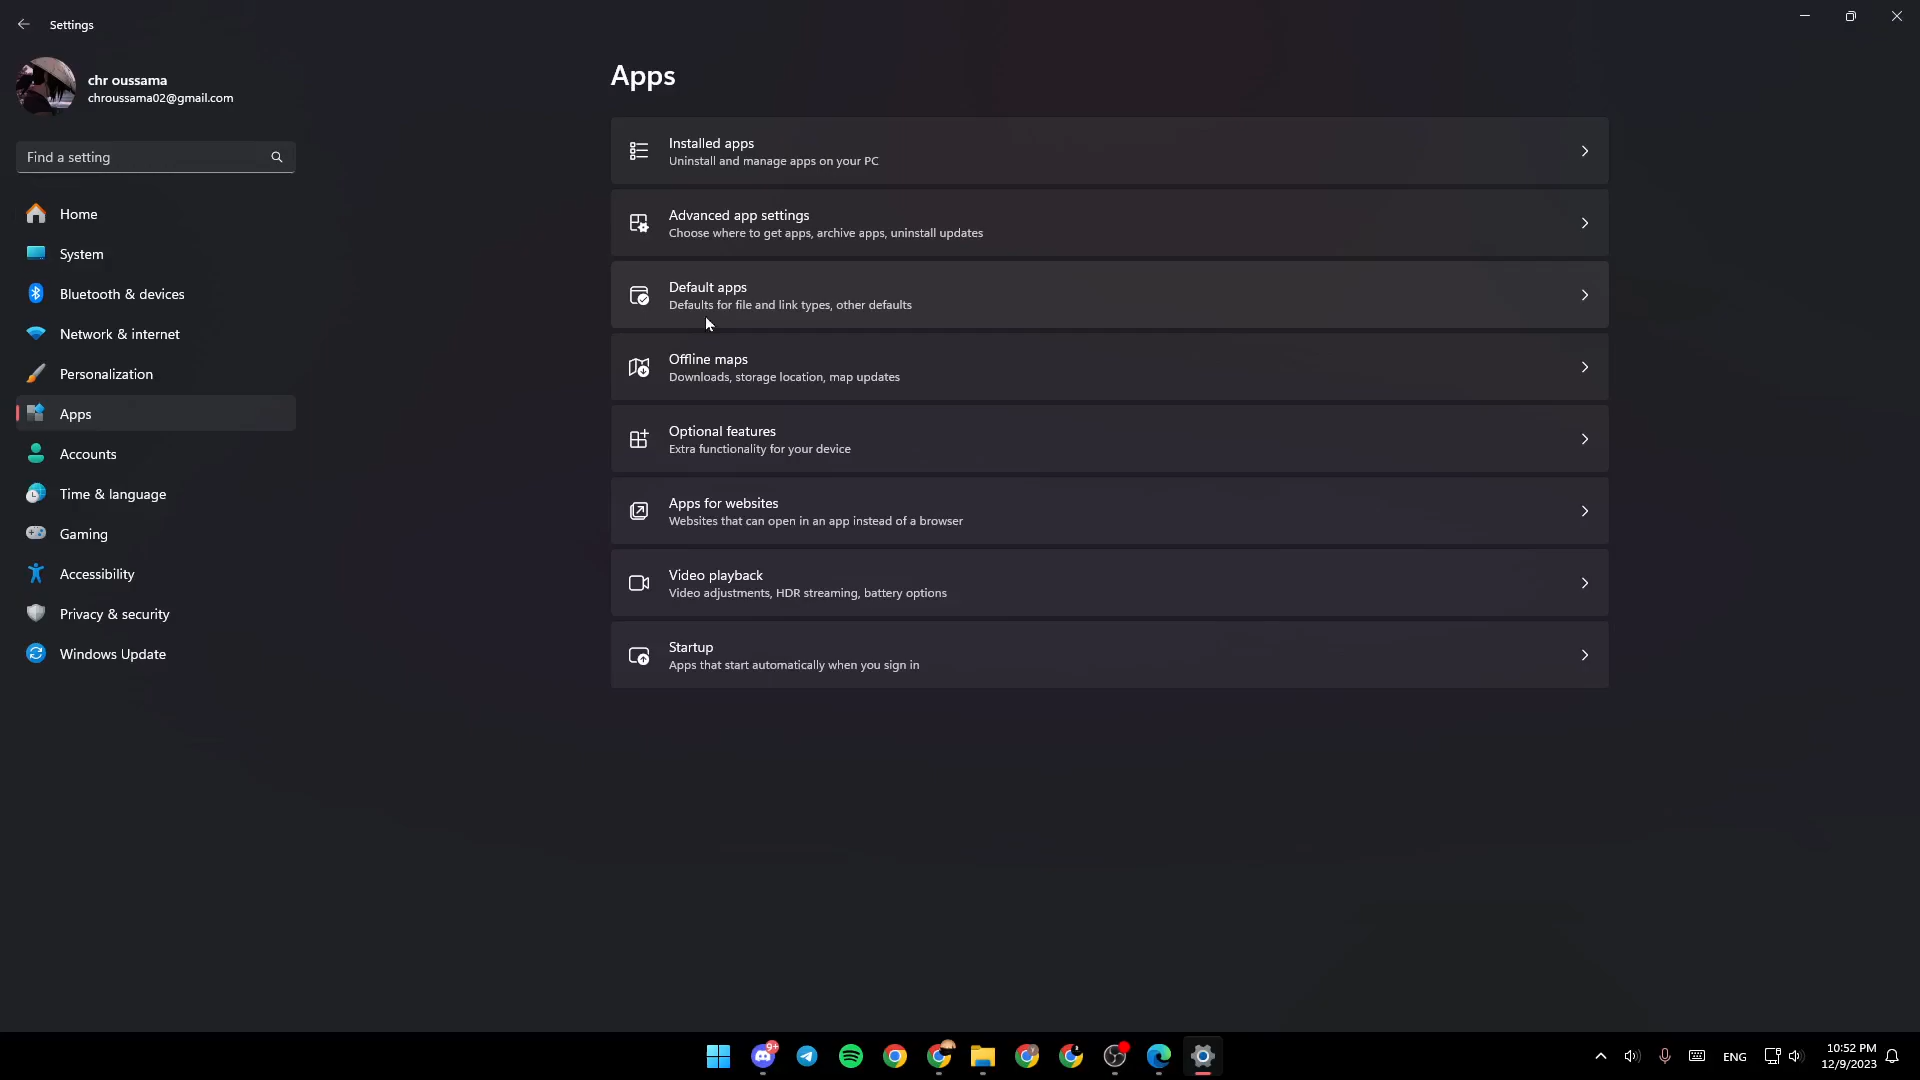 Settings
chr oussama
chroussama02@gmail.com
Find a setting
Home
System
Bluetooth & devices
Network & internet
Personalization
Apps
Accounts
Time & language
Gaming
Accessibility
Privacy & security
Windows Update
Apps
Installed apps
Uninstall and manage apps on your PC
Advanced app settings
Choose where to get apps, archive apps, uninstall updates
Default apps
Defaults for file and link types, other defaults
Offline maps
Downloads, storage location, map updates
Optional features
Extra functionality for your device
Apps for websites
Websites that can open in an app instead of a browser
Video playback
Video adjustments, HDR streaming, battery options
Startup
Apps that start automatically when you sign in
9+
ENG
10:52 PM
12/9/2023